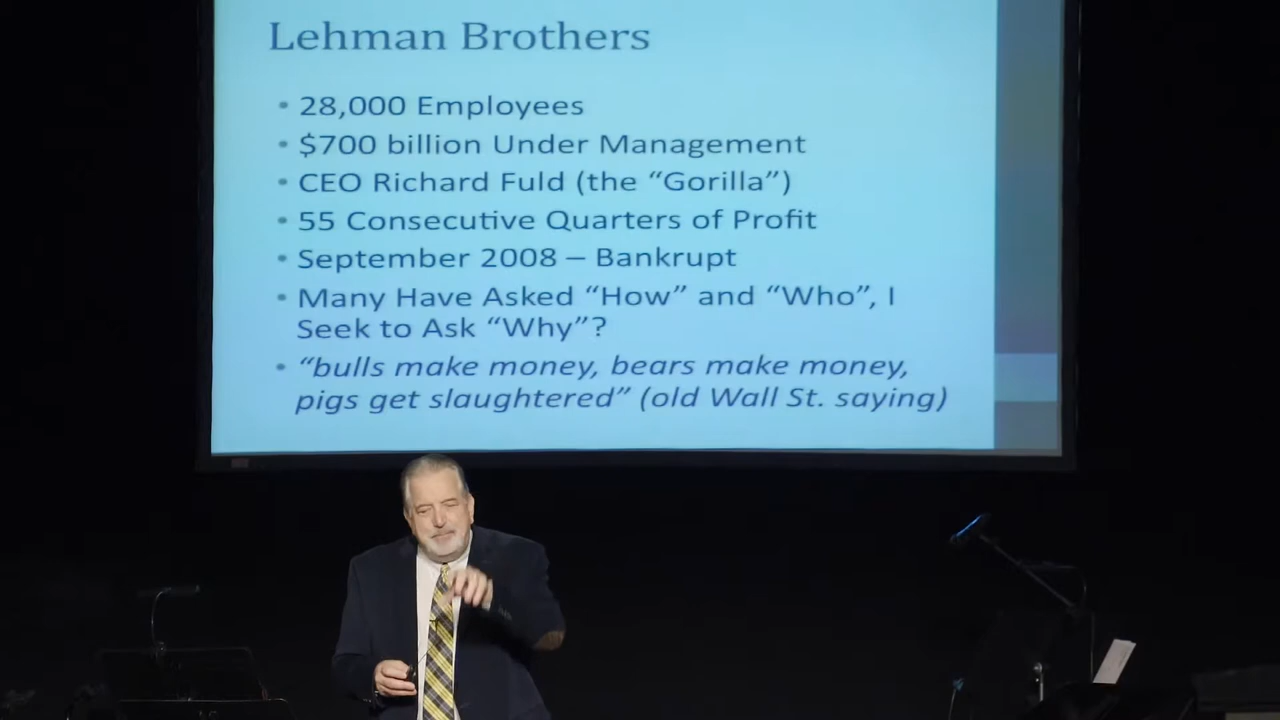 Lehman Brothers
• 28,000 Employees
• $700 billion Under Management
• CEO Richard Fuld (the “Gorilla”)
• 55 Consecutive Quarters of Profit
• September 2008 – Bankrupt
• Many Have Asked “How” and “Who”, I
Seek to Ask “Why”?
• “bulls make money, bears make money,
pigs get slaughtered” (old Wall St. saying)